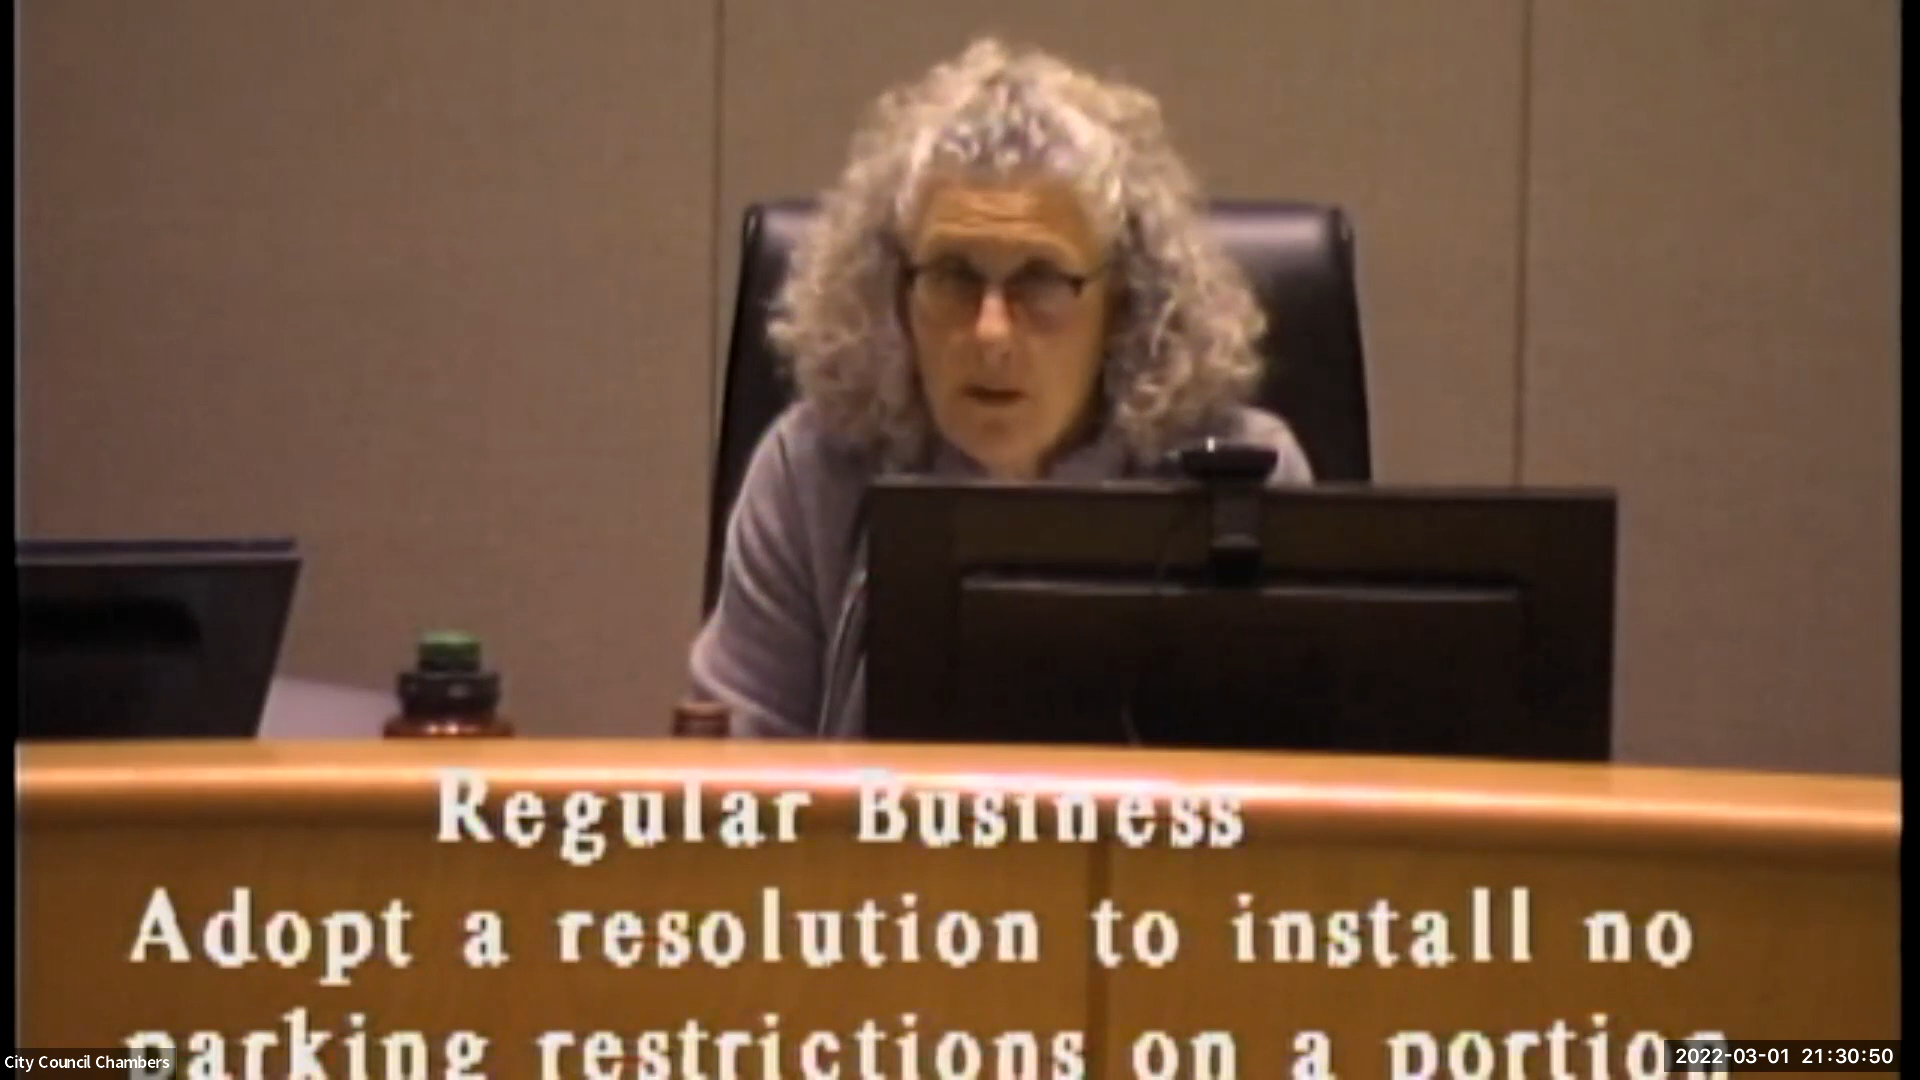 Regular Business
Adopt a resolution to install no
parking restrictions on a portion
City Council Chambers
2022-03-01 21:30:50